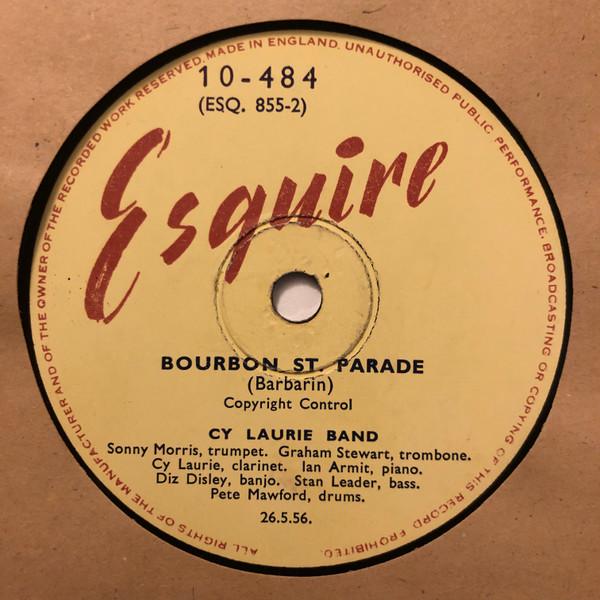 ALL RIGHTS OF THE MANUFACTURER AND OF THE OWNER OF THE RECORDED WORK RESERVED. MADE IN ENGLAND. UNAUTHORISED PUBLIC PERFORMANCE. BROADCASTING OR COPYING OF THIS RECORD PROHIBITED.
10-484
(ESQ. 855-2)
Esquire
BOURBON ST. PARADE
(Barbarin)
Copyright Control
CY LAURIE BAND
Sonny Morris, trumpet. Graham Stewart, trombone.
Cy Laurie, clarinet. Ian Armit, piano.
Diz Disley, banjo. Stan Leader, bass.
Pete Mawford, drums.
26.5.56.